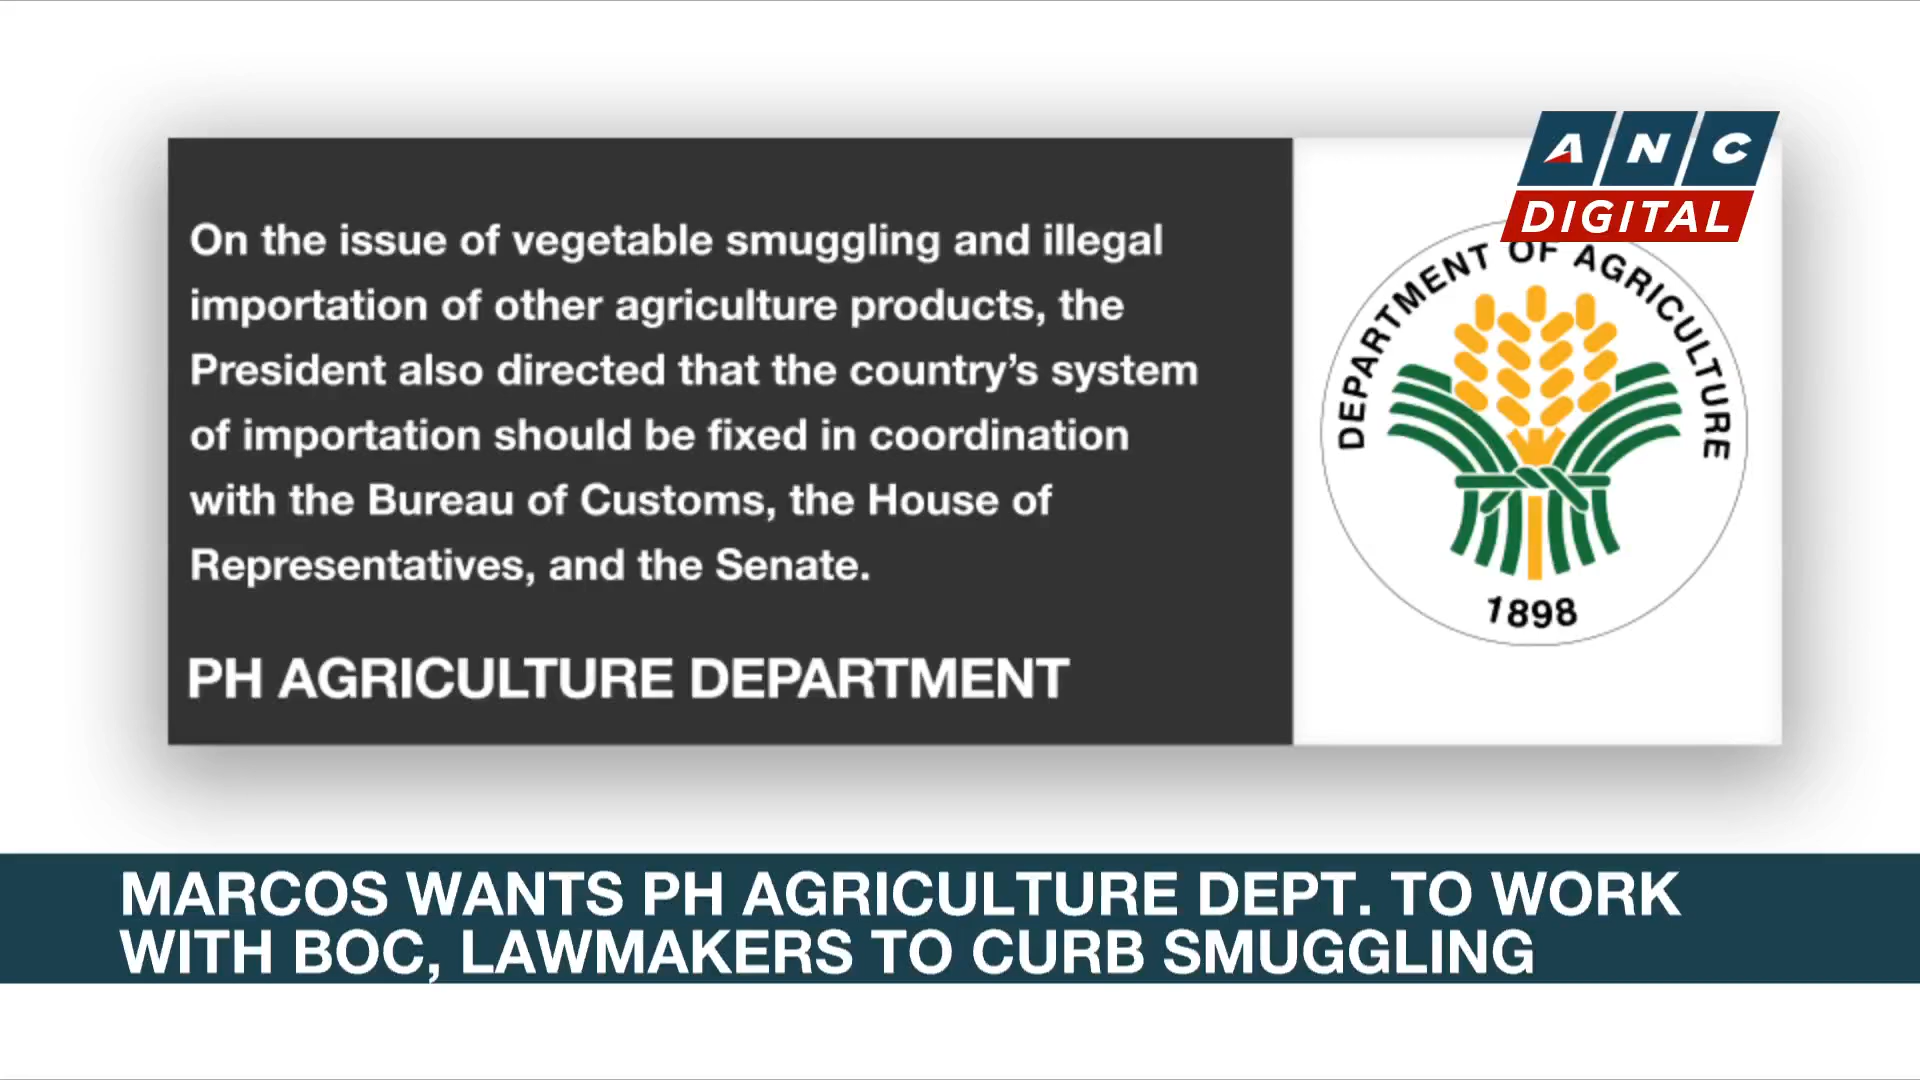 ANC
DIGITAL
On the issue of vegetable smuggling and illegal
importation of other agriculture products, the
President also directed that the country's system
of importation should be fixed in coordination
with the Bureau of Customs, the House of
Representatives, and the Senate.
PH AGRICULTURE DEPARTMENT
DEPARTMENT OF AGRICULTURE
1898
MARCOS WANTS PH AGRICULTURE DEPT. TO WORK
WITH BOC, LAWMAKERS TO CURB SMUGGLING